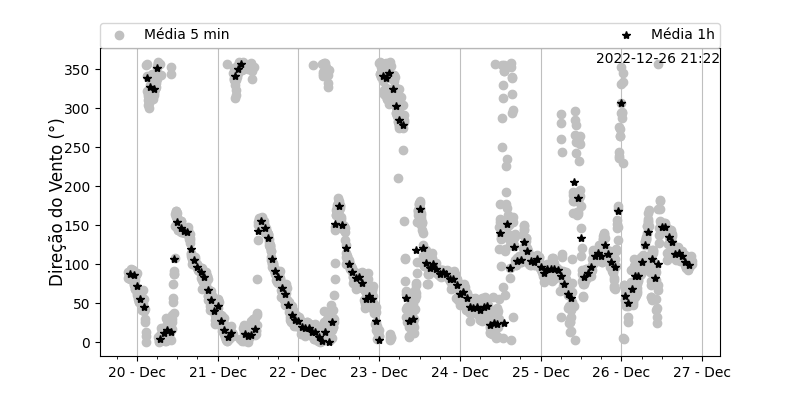 Média 5 min
Média 1h
2022-12-26 21:22
Direção do Vento (°)
350
300
250
200
150
100
50
0
20 - Dec
21 - Dec
22 - Dec
23 - Dec
24 - Dec
25 - Dec
26 - Dec
27 - Dec